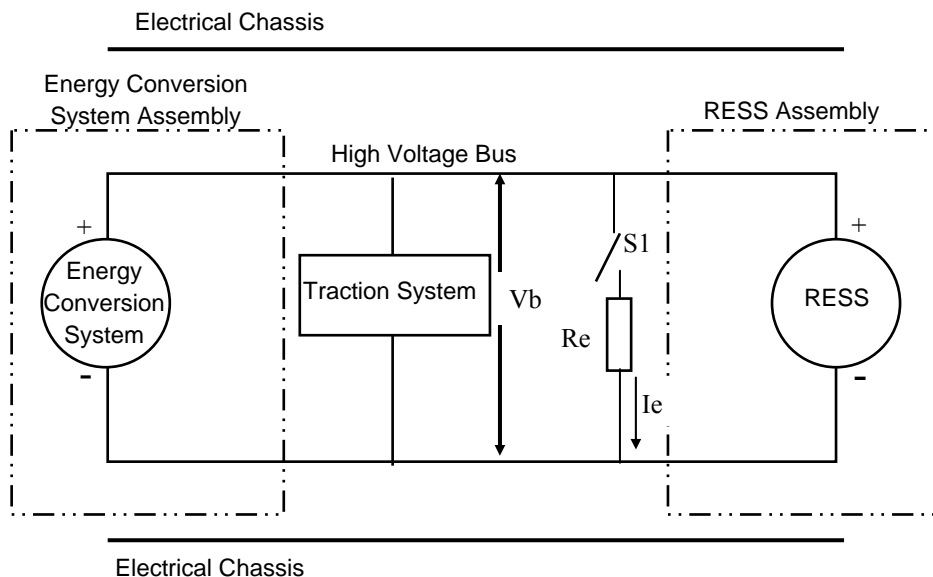 Electrical Chassis
Energy Conversion
System Assembly
RESS Assembly
High Voltage Bus
+
+
S1
Energy
Conversion
System
Traction System
Vb
RESS
Re
-
-
Ie
Electrical Chassis